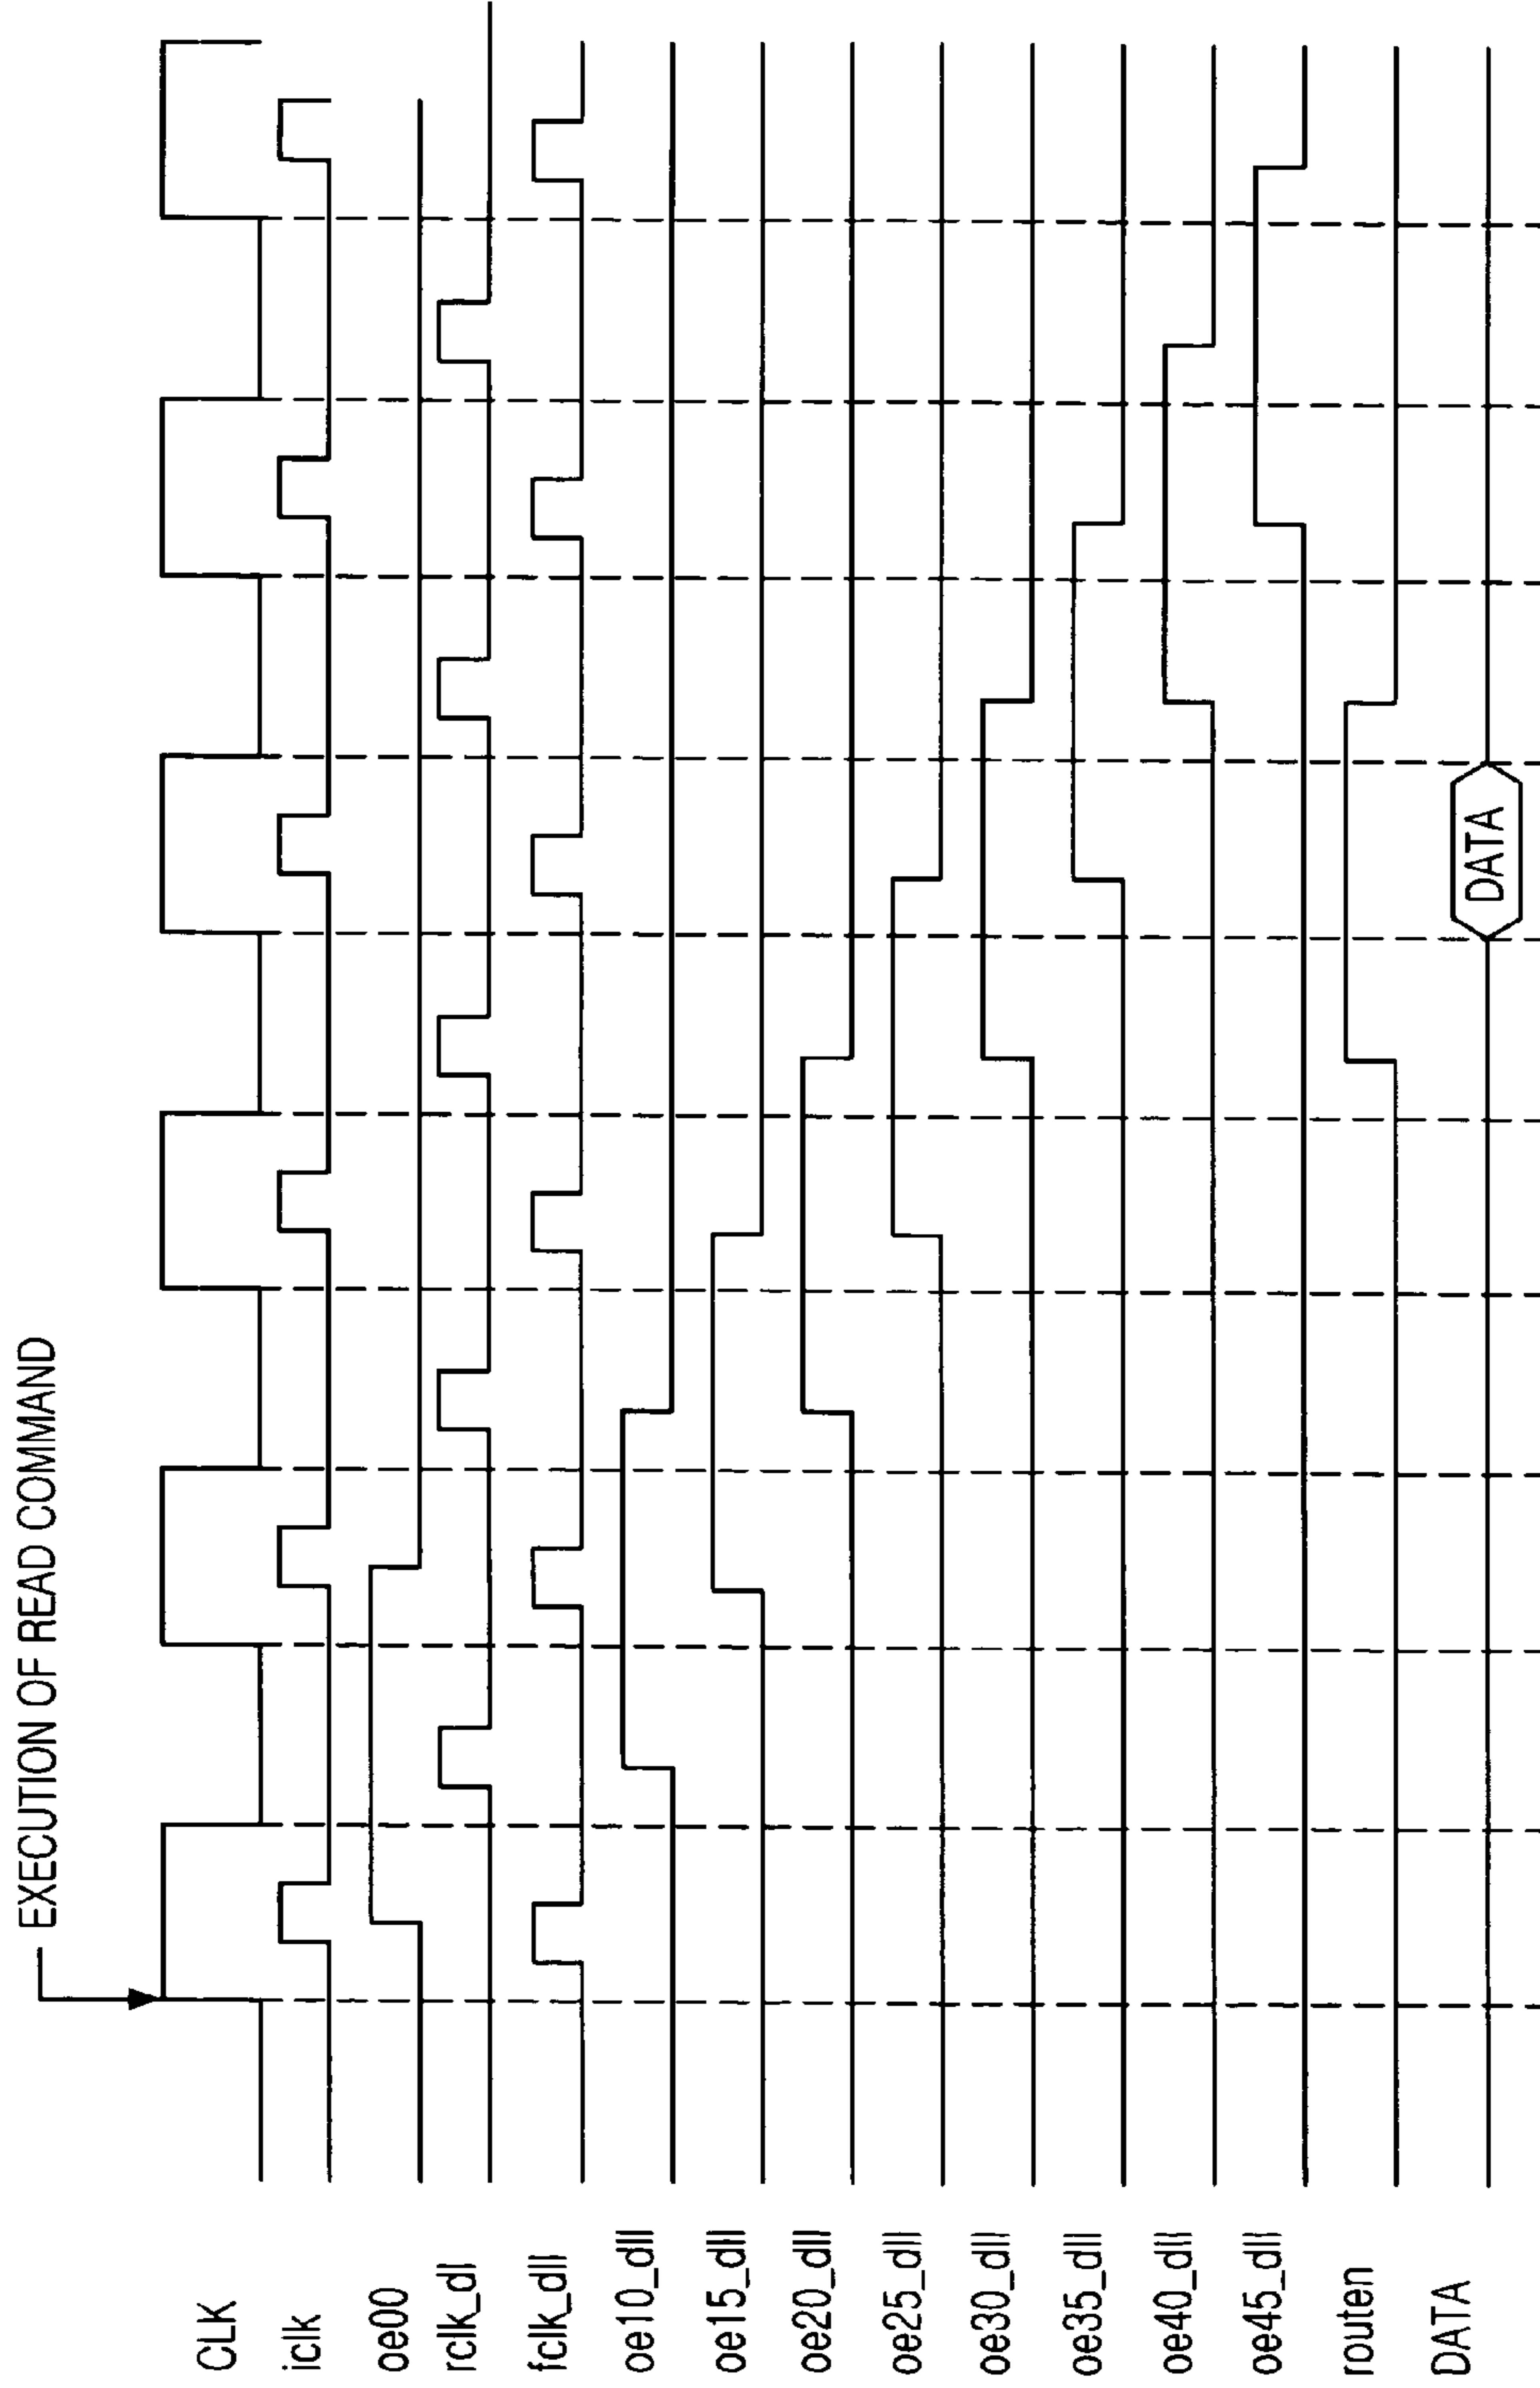 EXECUTION OF READ COMMAND
CLK
iclk
oe00
rclk_dl
fclk_dll
oe10_dll
oe15_dll
oe20_dll
oe25_dll
oe30_dll
oe35_dll
oe40_dll
oe45_dll
routen
DATA
DATA